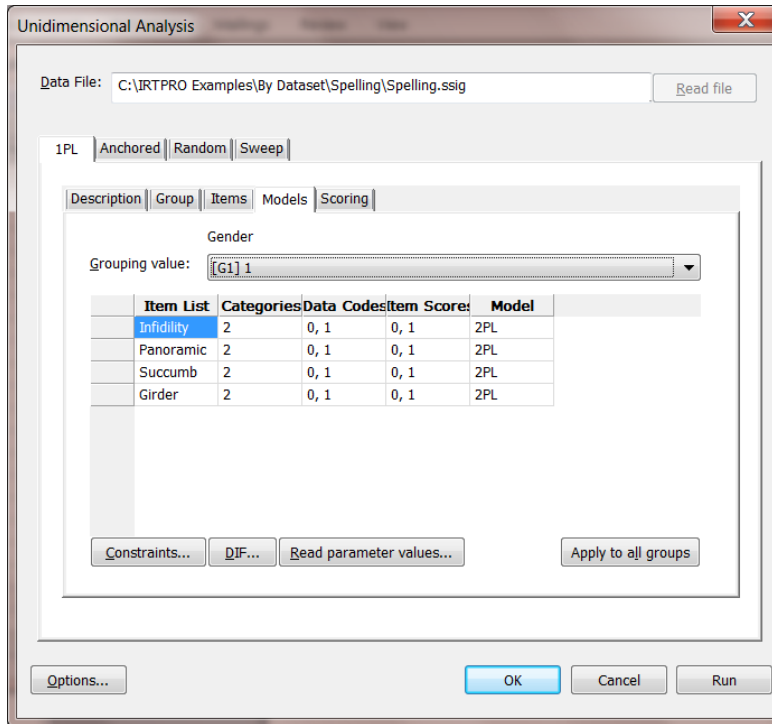 Unidimensional Analysis
X
Data File: C:\IRTPRO Examples\By Dataset\Spelling\Spelling.ssig Read file
1PL Anchored Random Sweep
Description Group Items Models Scoring
Gender
Grouping value: [G1] 1
Item List Categories Data Codes Item Scores Model
Infidility 2 0, 1 0, 1 2PL
Panoramic 2 0, 1 0, 1 2PL
Succumb 2 0, 1 0, 1 2PL
Girder 2 0, 1 0, 1 2PL
Constraints... DIF... Read parameter values... Apply to all groups
Options... OK Cancel Run